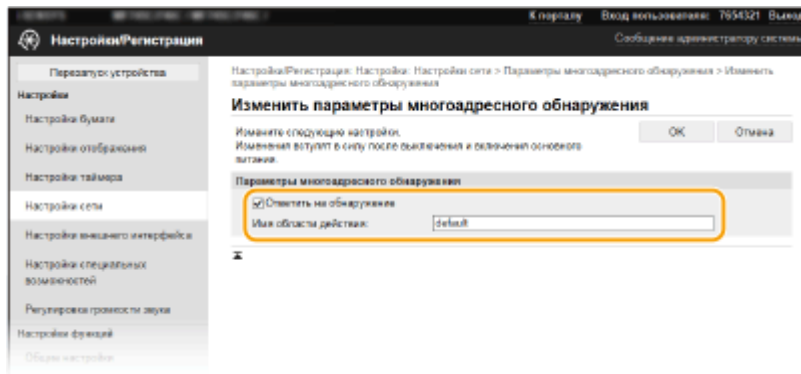 К порталу Вход пользователя: 7654321 Выход
Настройки/Регистрация
Сообщение администратору системы
Перезапуск устройства
Настройки
Настройки бумаги
Настройки отображения
Настройки таймера
Настройки сети
Настройки внешнего интерфейса
Настройки специальных
возможностей
Регулировка громкости звука
Настройки функций
Общие настройки
Настройки/Регистрация: Настройки: Настройки сети > Параметры многоадресного обнаружения > Изменить
параметры многоадресного обнаружения
Изменить параметры многоадресного обнаружения
Измените следующие настройки.
Изменения вступят в силу после выключения и включения основного
питания.
OK Отмена
Параметры многоадресного обнаружения
Ответить на обнаружение
Имя области действия: default